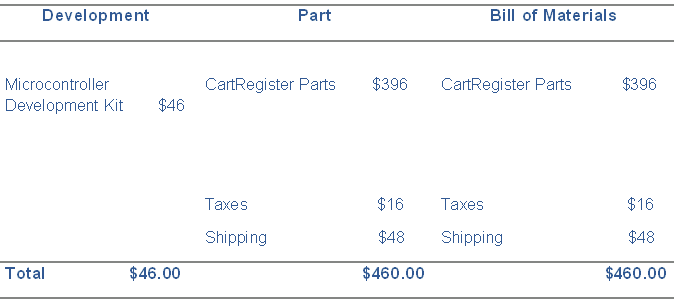 Development Part Bill of Materials
Microcontroller CartRegister Parts $396 CartRegister Parts $396
Development Kit $46
Taxes $16 Taxes $16
Shipping $48 Shipping $48
Total $46.00 $460.00 $460.00